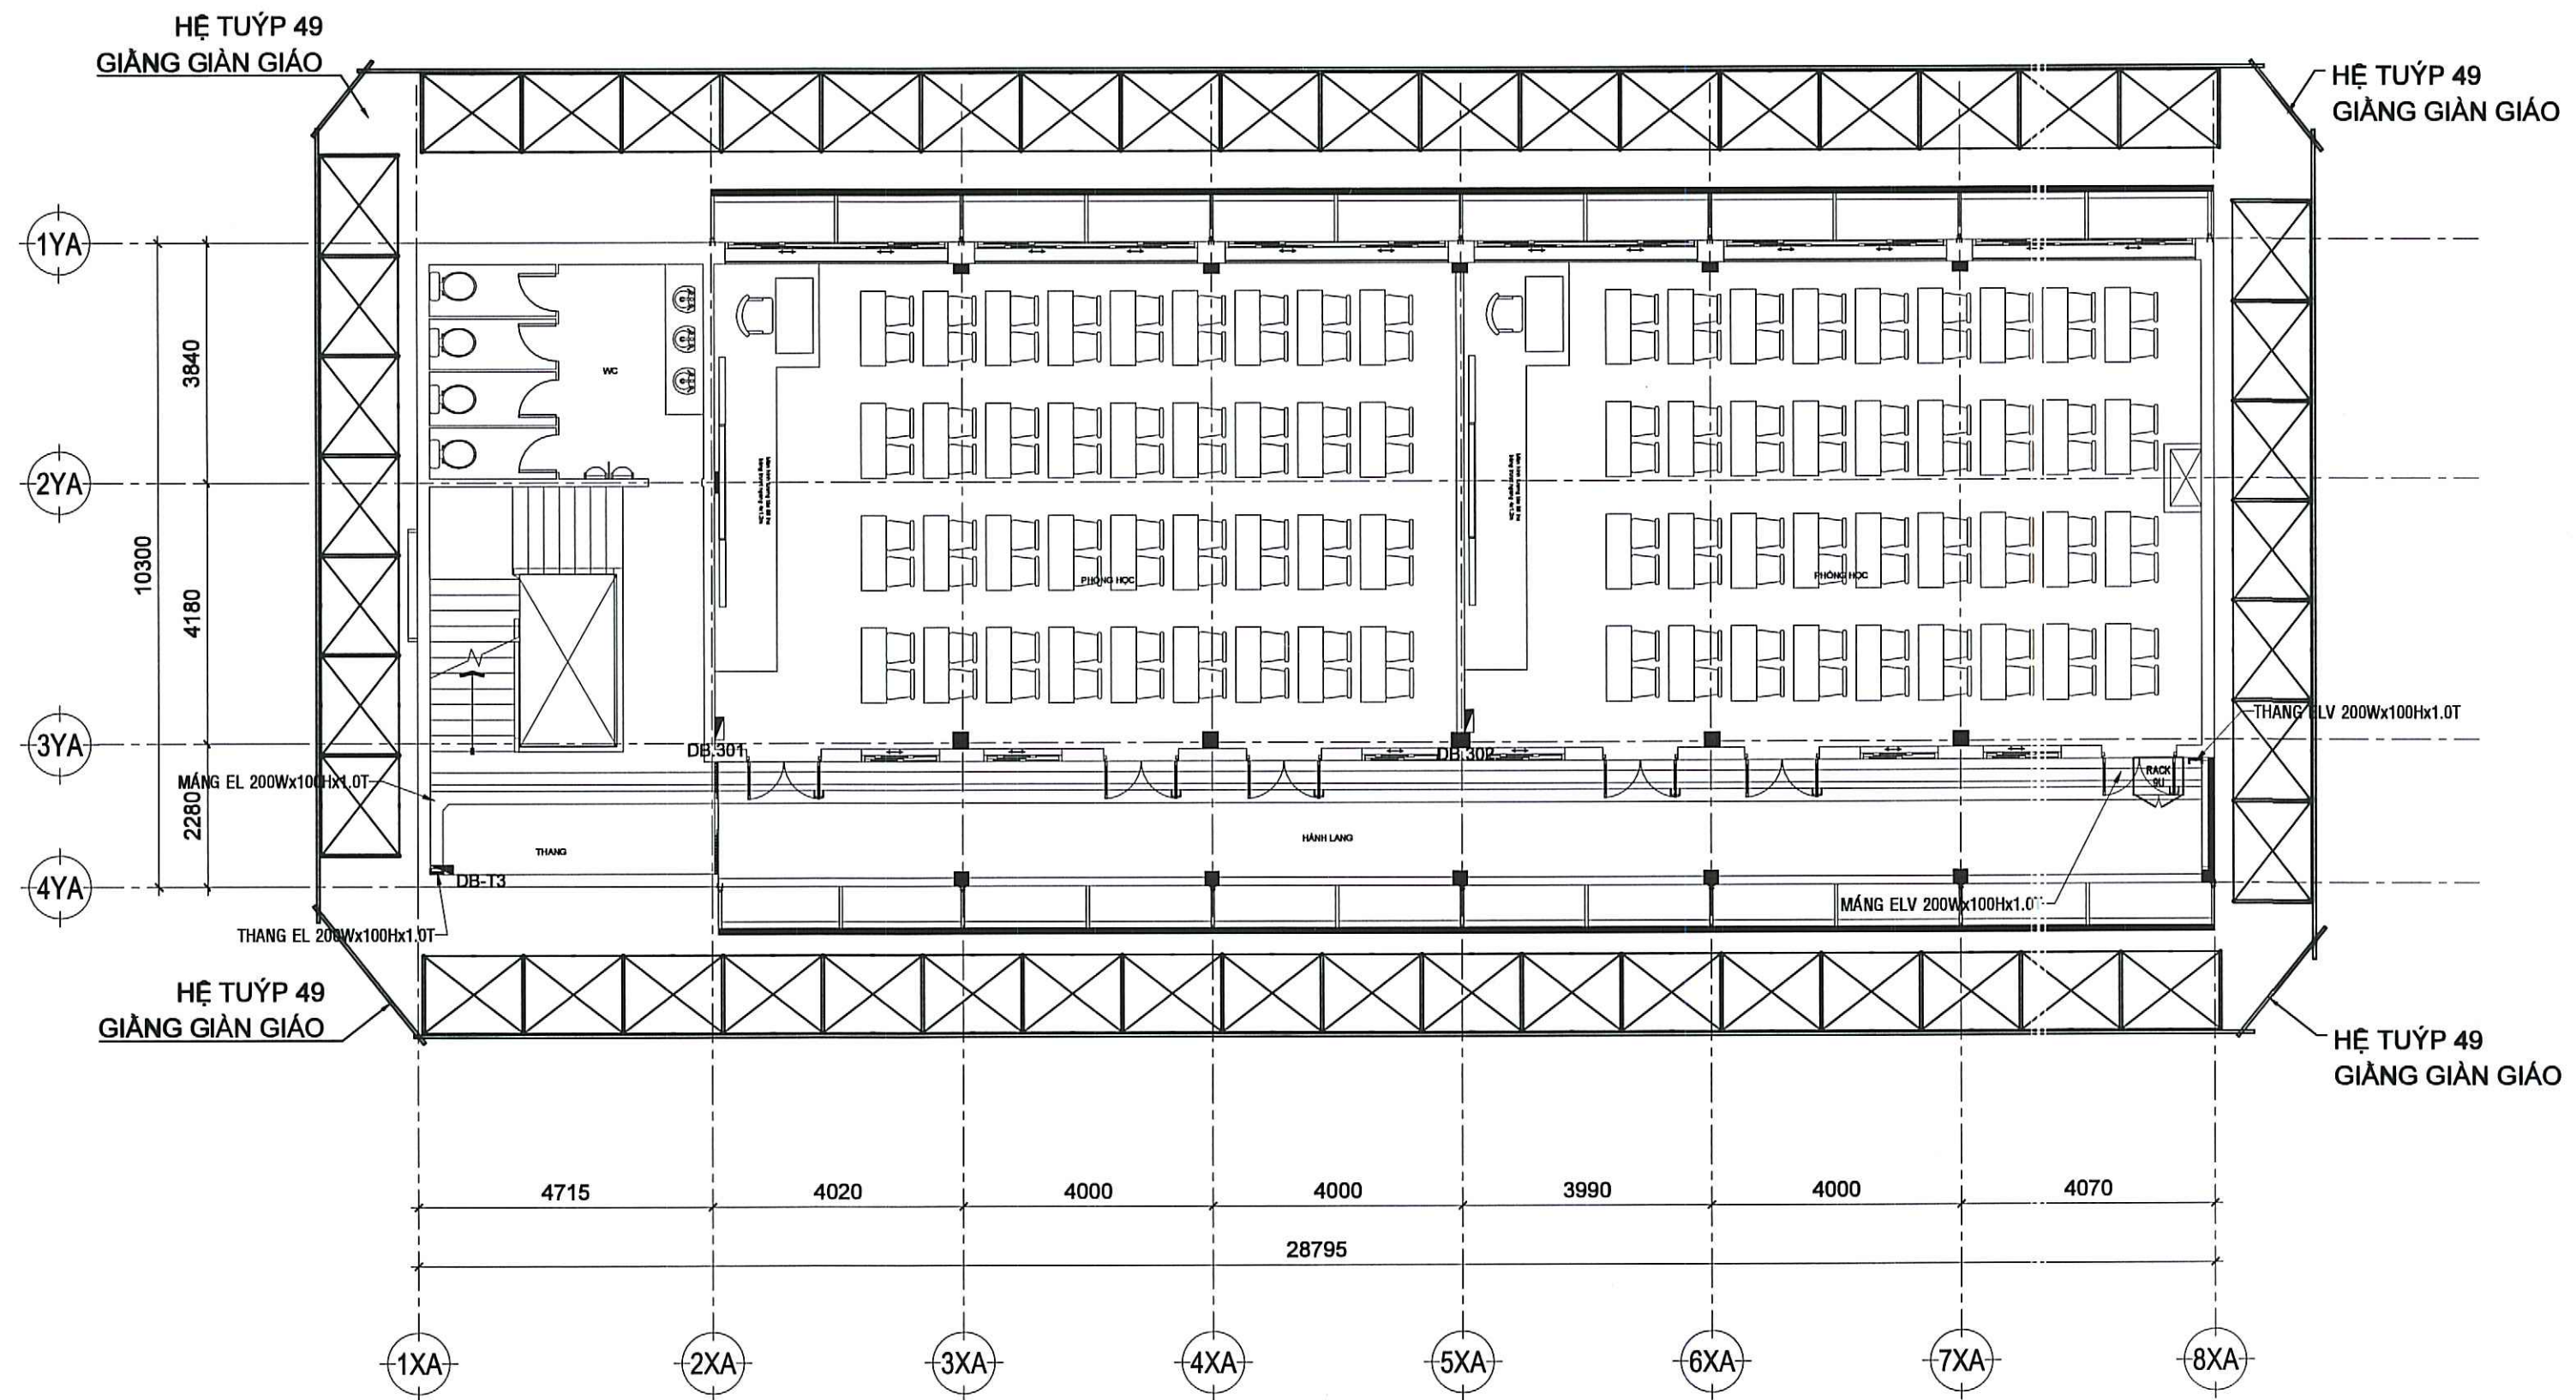 HỆ TUÝP 49
GIẰNG GIÀN GIÁO
HỆ TUÝP 49
GIẰNG GIÀN GIÁO
1YA
2YA
3YA
4YA
10300
3840
4180
2280
WC
PHÒNG HỌC
PHÒNG HỌC
DB.301
DB.302
THANG ELV 200Wx100Hx1.0T
MÁNG EL 200Wx100Hx1.0T
RACK
9U
THANG
HÀNH LANG
DB-T3
MÁNG ELV 200Wx100Hx1.0T
THANG EL 200Wx100Hx1.0T
HỆ TUÝP 49
GIẰNG GIÀN GIÁO
HỆ TUÝP 49
GIẰNG GIÀN GIÁO
4715
4020
4000
4000
3990
4000
4070
28795
1XA
2XA
3XA
4XA
5XA
6XA
7XA
8XA